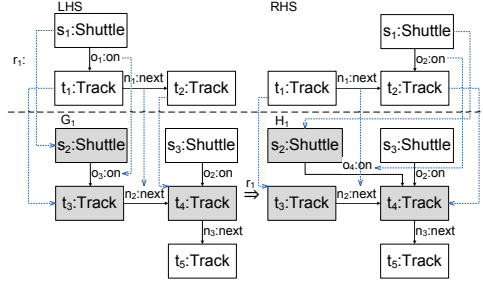 LHS RHS
s₁:Shuttle s₁:Shuttle
r₁: o₁:on o₂:on
n₁:next n₁:next
t₁:Track t₂:Track t₁:Track t₂:Track
G₁ H₁
s₂:Shuttle s₃:Shuttle s₂:Shuttle s₃:Shuttle
o₃:on o₂:on o₄:on o₂:on
n₂:next r₁ n₂:next
t₃:Track t₄:Track ⇒ t₃:Track t₄:Track
n₃:next n₃:next
t₅:Track t₅:Track